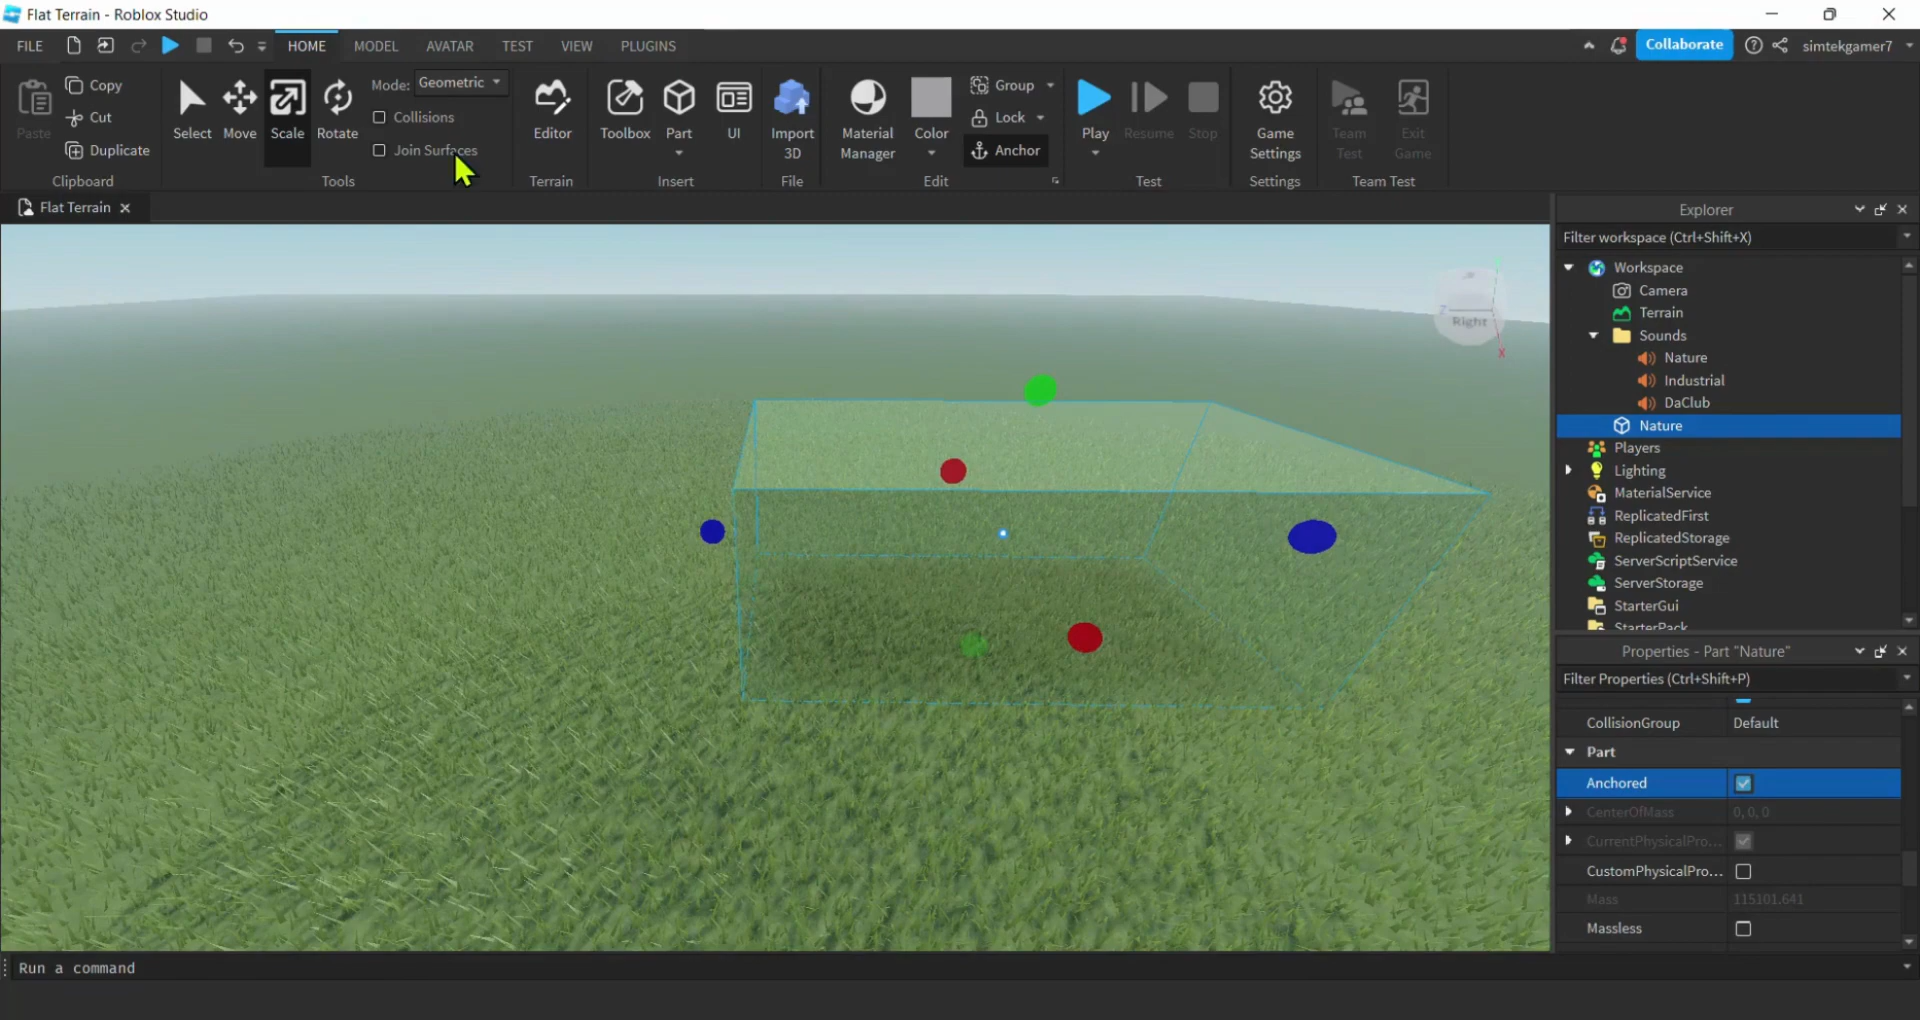 Flat Terrain - Roblox Studio
FILE
HOME
MODEL
AVATAR
TEST
VIEW
PLUGINS
Collaborate
simtekgamer7
Paste
Copy
Cut
Duplicate
Clipboard
Select
Move
Scale
Rotate
Mode: Geometric
Collisions
Join Surfaces
Tools
Editor
Terrain
Toolbox
Part
UI
Insert
Import
3D
File
Material
Manager
Color
Group
Lock
Anchor
Edit
Play
Resume
Stop
Test
Game
Settings
Settings
Team
Test
Exit
Game
Team Test
Flat Terrain
Z
Right
X
Explorer
Filter workspace (Ctrl+Shift+X)
Workspace
Camera
Terrain
Sounds
Nature
Industrial
DaClub
Nature
Players
Lighting
MaterialService
ReplicatedFirst
ReplicatedStorage
ServerScriptService
ServerStorage
StarterGui
StarterPack
Properties - Part "Nature"
Filter Properties (Ctrl+Shift+P)
CollisionGroup Default
Part
Anchored
CenterOfMass 0, 0, 0
CurrentPhysicalPro...
CustomPhysicalPro...
Mass 115101.641
Massless
Run a command